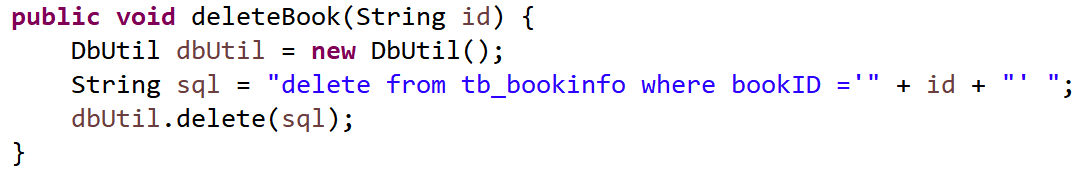 public void deleteBook(String id) {
    DbUtil dbUtil = new DbUtil();
    String sql = "delete from tb_bookinfo where bookID ='" + id + "' ";
    dbUtil.delete(sql);
}